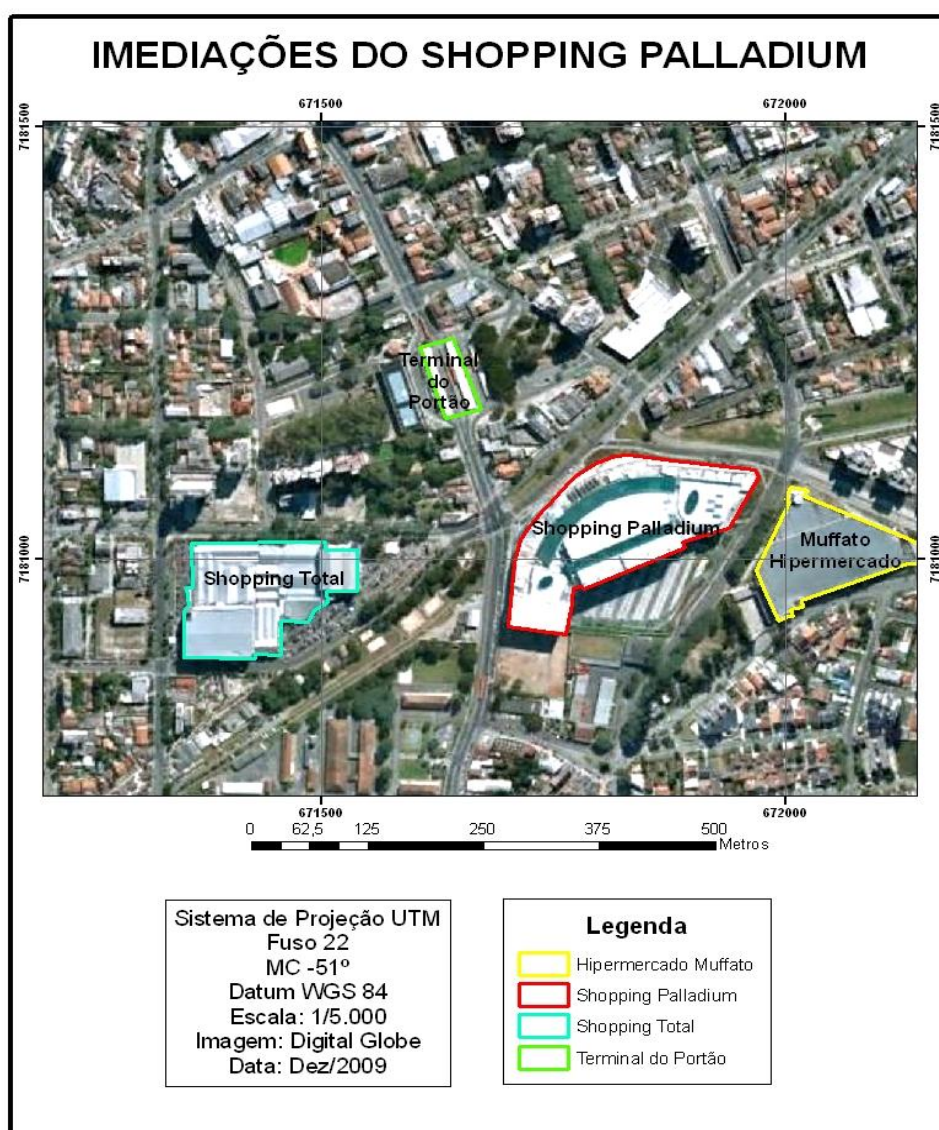 IMEDIAÇÕES DO SHOPPING PALLADIUM
671500
672000
7181500
7181500
Terminal
do
Portão
Shopping Palladium
Muffato
Hipermercado
Shopping Total
7181000
7181000
671500
672000
0 62,5 125 250 375 500
Metros
Sistema de Projeção UTM
Fuso 22
MC -51º
Datum WGS 84
Escala: 1/5.000
Imagem: Digital Globe
Data: Dez/2009
Legenda
Hipermercado Muffato
Shopping Palladium
Shopping Total
Terminal do Portão